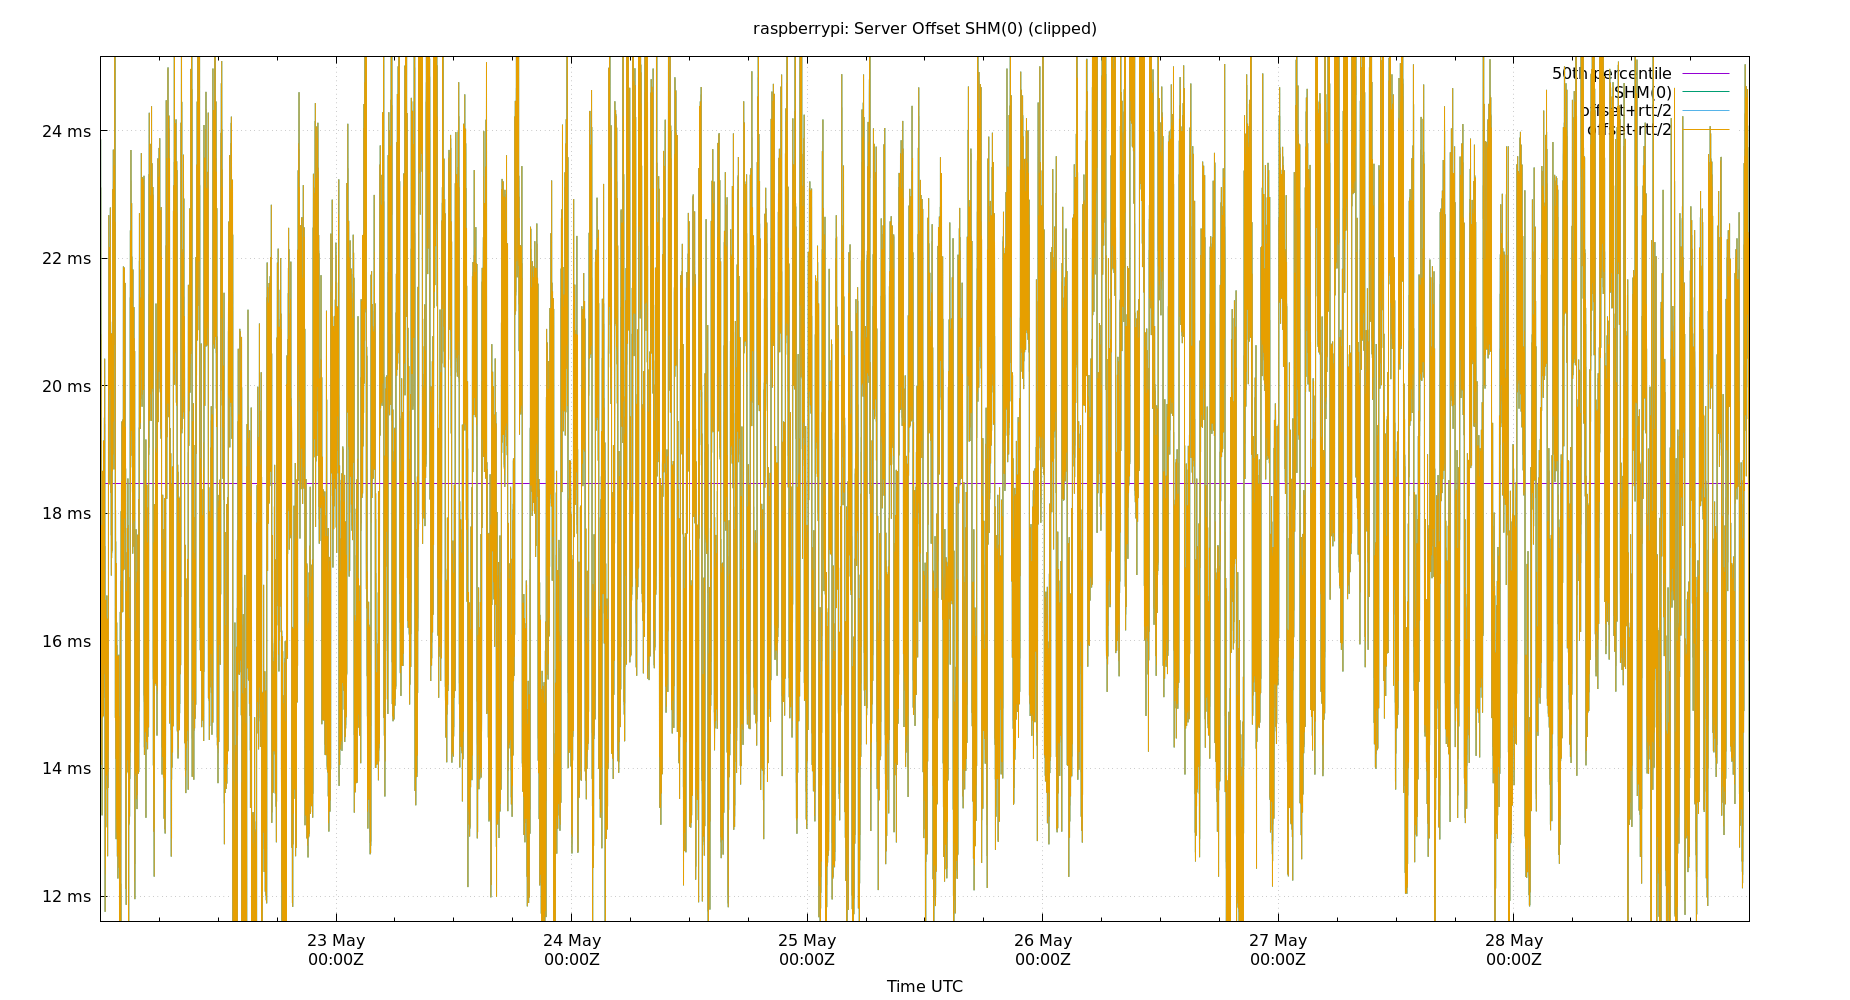 raspberrypi: Server Offset SHM(0) (clipped)
50th percentile
SHM(0)
offset+rtt/2
offset-rtt/2
24 ms
22 ms
20 ms
18 ms
16 ms
14 ms
12 ms
23 May
00:00Z
24 May
00:00Z
25 May
00:00Z
26 May
00:00Z
27 May
00:00Z
28 May
00:00Z
Time UTC